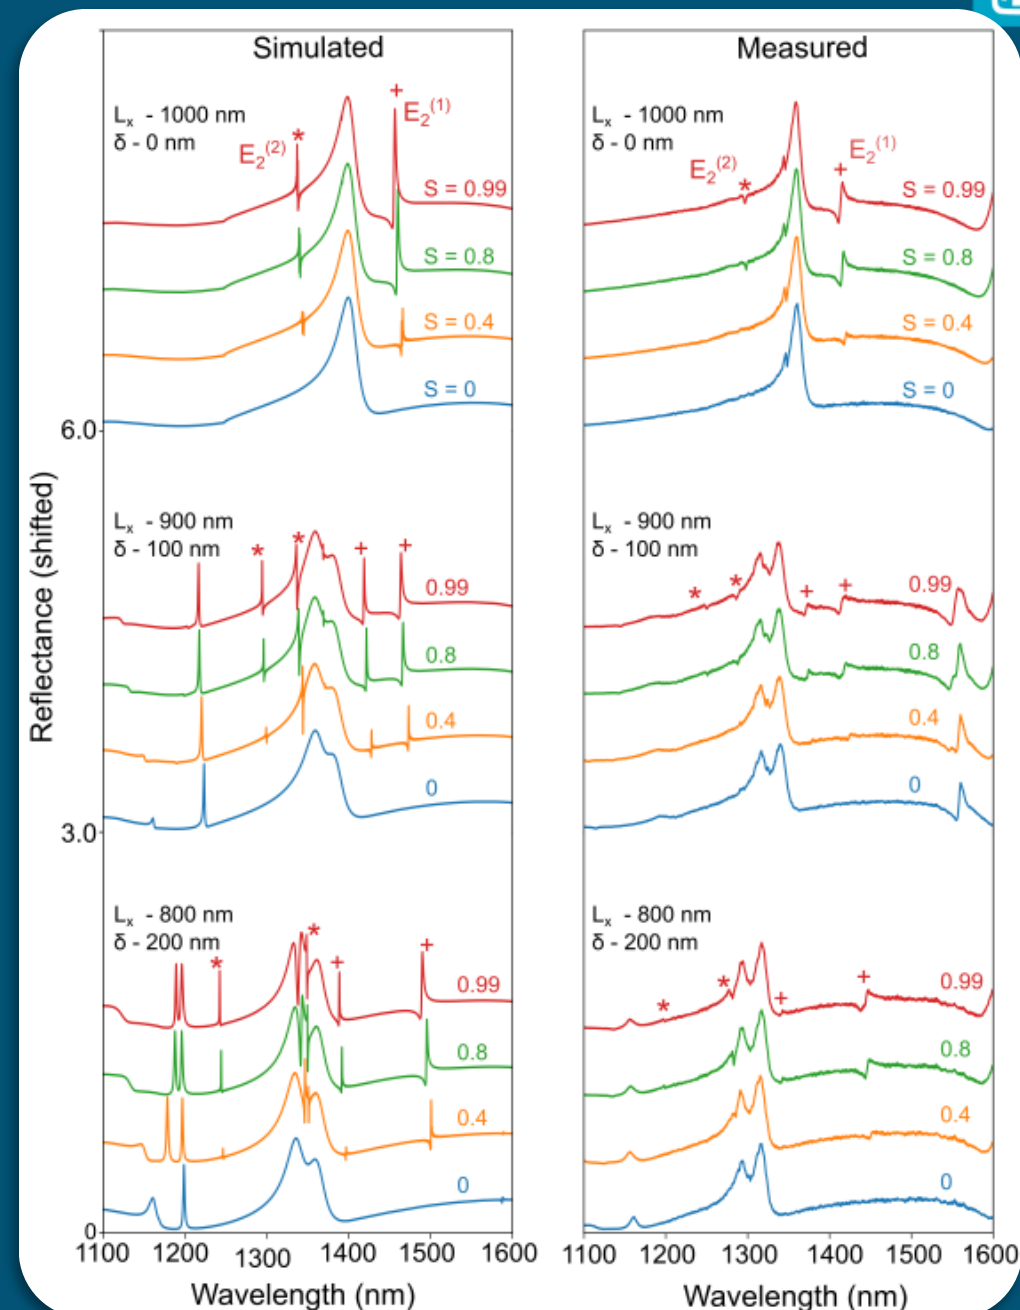 Simulated
Lₓ - 1000 nm
δ - 0 nm
E₂⁽²⁾
*
+
E₂⁽¹⁾
S = 0.99
S = 0.8
S = 0.4
S = 0
Lₓ - 900 nm
δ - 100 nm
* * + +
0.99
0.8
0.4
0
Lₓ - 800 nm
δ - 200 nm
* * + +
0.99
0.8
0.4
0
Reflectance (shifted)
6.0
3.0
0
1100 1200 1300 1400 1500 1600
Wavelength (nm)
Measured
Lₓ - 1000 nm
δ - 0 nm
E₂⁽²⁾
*
+
E₂⁽¹⁾
S = 0.99
S = 0.8
S = 0.4
S = 0
Lₓ - 900 nm
δ - 100 nm
* * + +
0.99
0.8
0.4
0
Lₓ - 800 nm
δ - 200 nm
* * + +
0.99
0.8
0.4
0
1100 1200 1300 1400 1500 1600
Wavelength (nm)